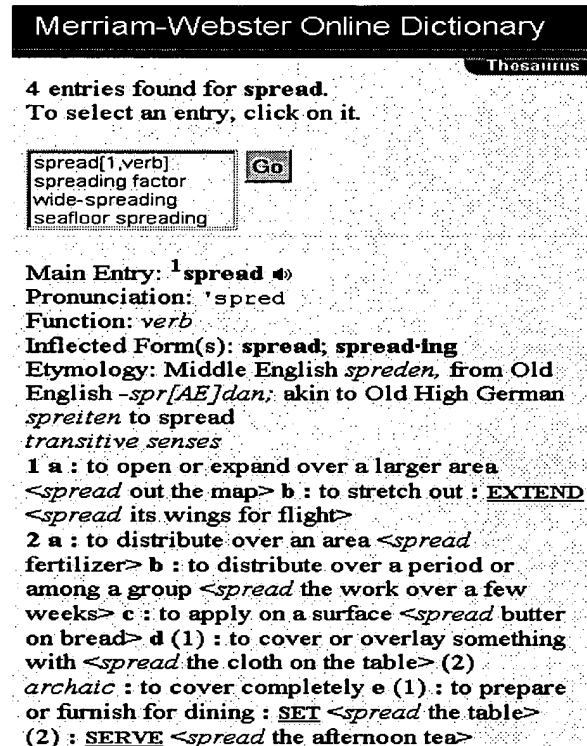 Merriam-Webster Online Dictionary
Thesaurus
4 entries found for spread.
To select an entry, click on it.
spread[1,verb]
Go
spreading factor
wide-spreading
seafloor spreading
Main Entry: 1spread
Pronunciation: 'spred
Function: verb
Inflected Form(s): spread; spread·ing
Etymology: Middle English spreden, from Old
English -spr[AE]dan; akin to Old High German
spreiten to spread
transitive senses
1 a : to open or expand over a larger area
<spread out the map> b : to stretch out : EXTEND
<spread its wings for flight>
2 a : to distribute over an area <spread
fertilizer> b : to distribute over a period or
among a group <spread the work over a few
weeks> c : to apply on a surface <spread butter
on bread> d (1) : to cover or overlay something
with <spread the cloth on the table> (2)
archaic : to cover completely e (1) : to prepare
or furnish for dining : SET <spread the table>
(2) : SERVE <spread the afternoon tea>